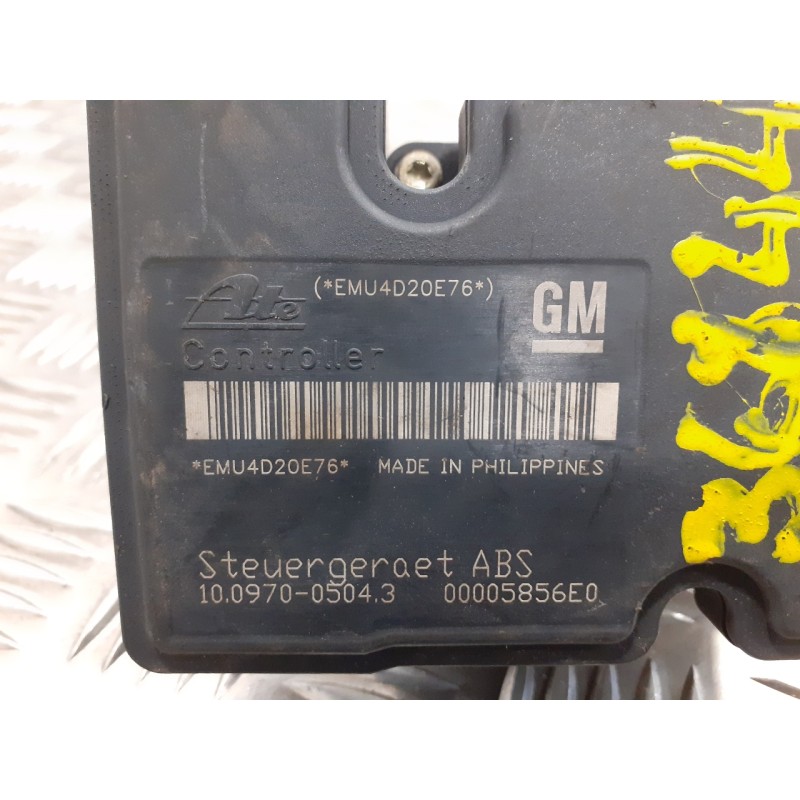 Ate (*EMU4D20E76*) GM
Controller
*EMU4D20E76* MADE IN PHILIPPINES
Steuergeraet ABS
10.0970-0504.3 00005856E0